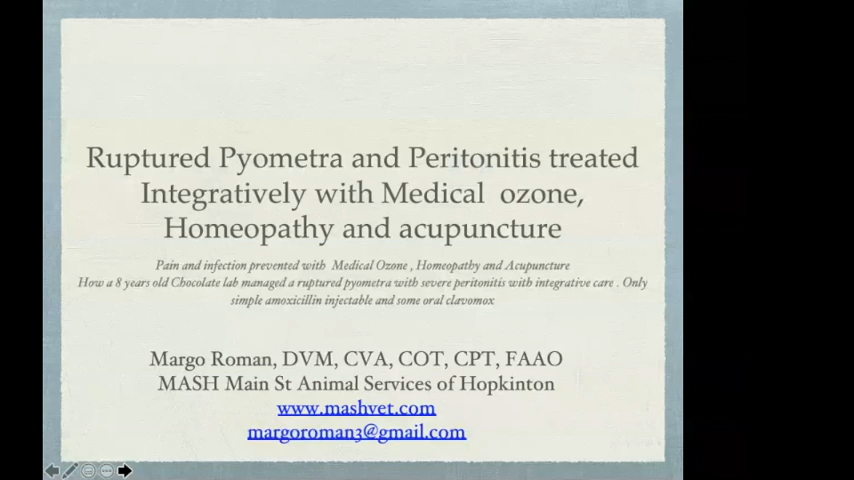 Ruptured Pyometra and Peritonitis treated
Integratively with Medical ozone,
Homeopathy and acupuncture
Pain and infection prevented with Medical Ozone , Homeopathy and Acupuncture
How a 8 years old Chocolate lab managed a ruptured pyometra with severe peritonitis with integrative care . Only
simple amoxicillin injectable and some oral clavomox
Margo Roman, DVM, CVA, COT, CPT, FAAO
MASH Main St Animal Services of Hopkinton
www.mashvet.com
margoroman3@gmail.com